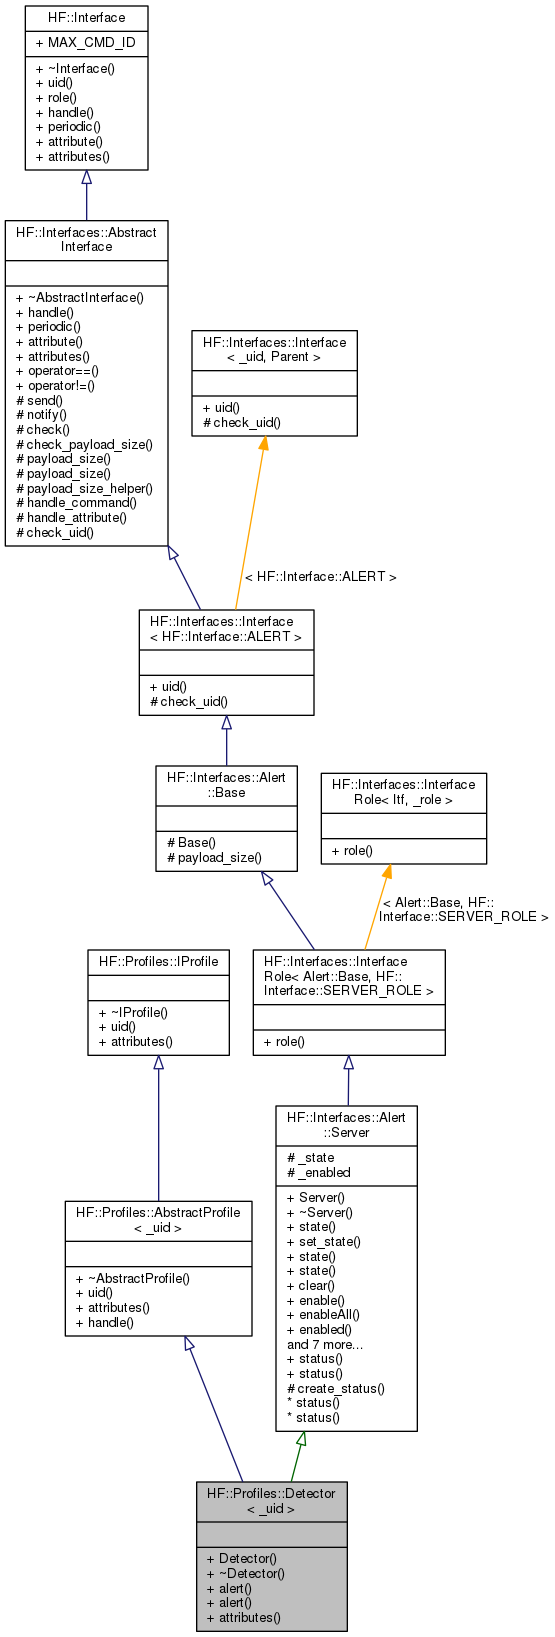 HF::Interface
+ MAX_CMD_ID
+ ~Interface()
+ uid()
+ role()
+ handle()
+ periodic()
+ attribute()
+ attributes()
HF::Interfaces::Abstract
Interface
+ ~AbstractInterface()
+ handle()
+ periodic()
+ attribute()
+ attributes()
+ operator==()
+ operator!=()
# send()
# notify()
# check()
# check_payload_size()
# payload_size()
# payload_size()
# payload_size_helper()
# handle_command()
# handle_attribute()
# check_uid()
HF::Interfaces::Interface
< _uid, Parent >
+ uid()
# check_uid()
< HF::Interface::ALERT >
HF::Interfaces::Interface
< HF::Interface::ALERT >
+ uid()
# check_uid()
HF::Interfaces::Alert
::Base
# Base()
# payload_size()
HF::Interfaces::Interface
Role< Itf, _role >
+ role()
< Alert::Base, HF::
Interface::SERVER_ROLE >
HF::Profiles::IProfile
+ ~IProfile()
+ uid()
+ attributes()
HF::Interfaces::Interface
Role< Alert::Base, HF::
Interface::SERVER_ROLE >
+ role()
HF::Interfaces::Alert
::Server
# _state
# _enabled
+ Server()
+ ~Server()
+ state()
+ set_state()
+ state()
+ state()
+ clear()
+ enable()
+ enableAll()
+ enabled()
and 7 more...
+ status()
+ status()
# create_status()
* status()
* status()
HF::Profiles::AbstractProfile
< _uid >
+ ~AbstractProfile()
+ uid()
+ attributes()
+ handle()
HF::Profiles::Detector
< _uid >
+ Detector()
+ ~Detector()
+ alert()
+ alert()
+ attributes()